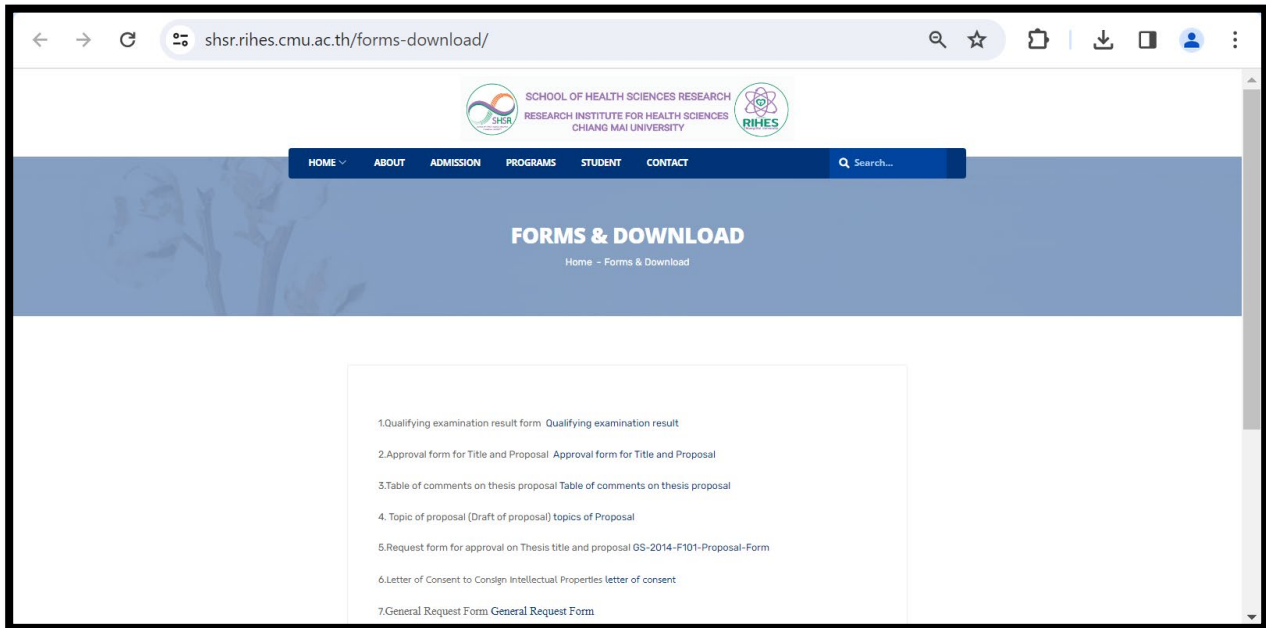 shsr.rihes.cmu.ac.th/forms-download/
SCHOOL OF HEALTH SCIENCES RESEARCH
RESEARCH INSTITUTE FOR HEALTH SCIENCES
CHIANG MAI UNIVERSITY
SHSR
RIHES
HOME ABOUT ADMISSION PROGRAMS STUDENT CONTACT Search...
FORMS & DOWNLOAD
Home - Forms & Download
1.Qualifying examination result form Qualifying examination result
2.Approval form for Title and Proposal Approval form for Title and Proposal
3.Table of comments on thesis proposal Table of comments on thesis proposal
4. Topic of proposal (Draft of proposal) topics of Proposal
5.Request form for approval on Thesis title and proposal GS-2014-F101-Proposal-Form
6.Letter of Consent to Consign Intellectual Properties letter of consent
7.General Request Form General Request Form